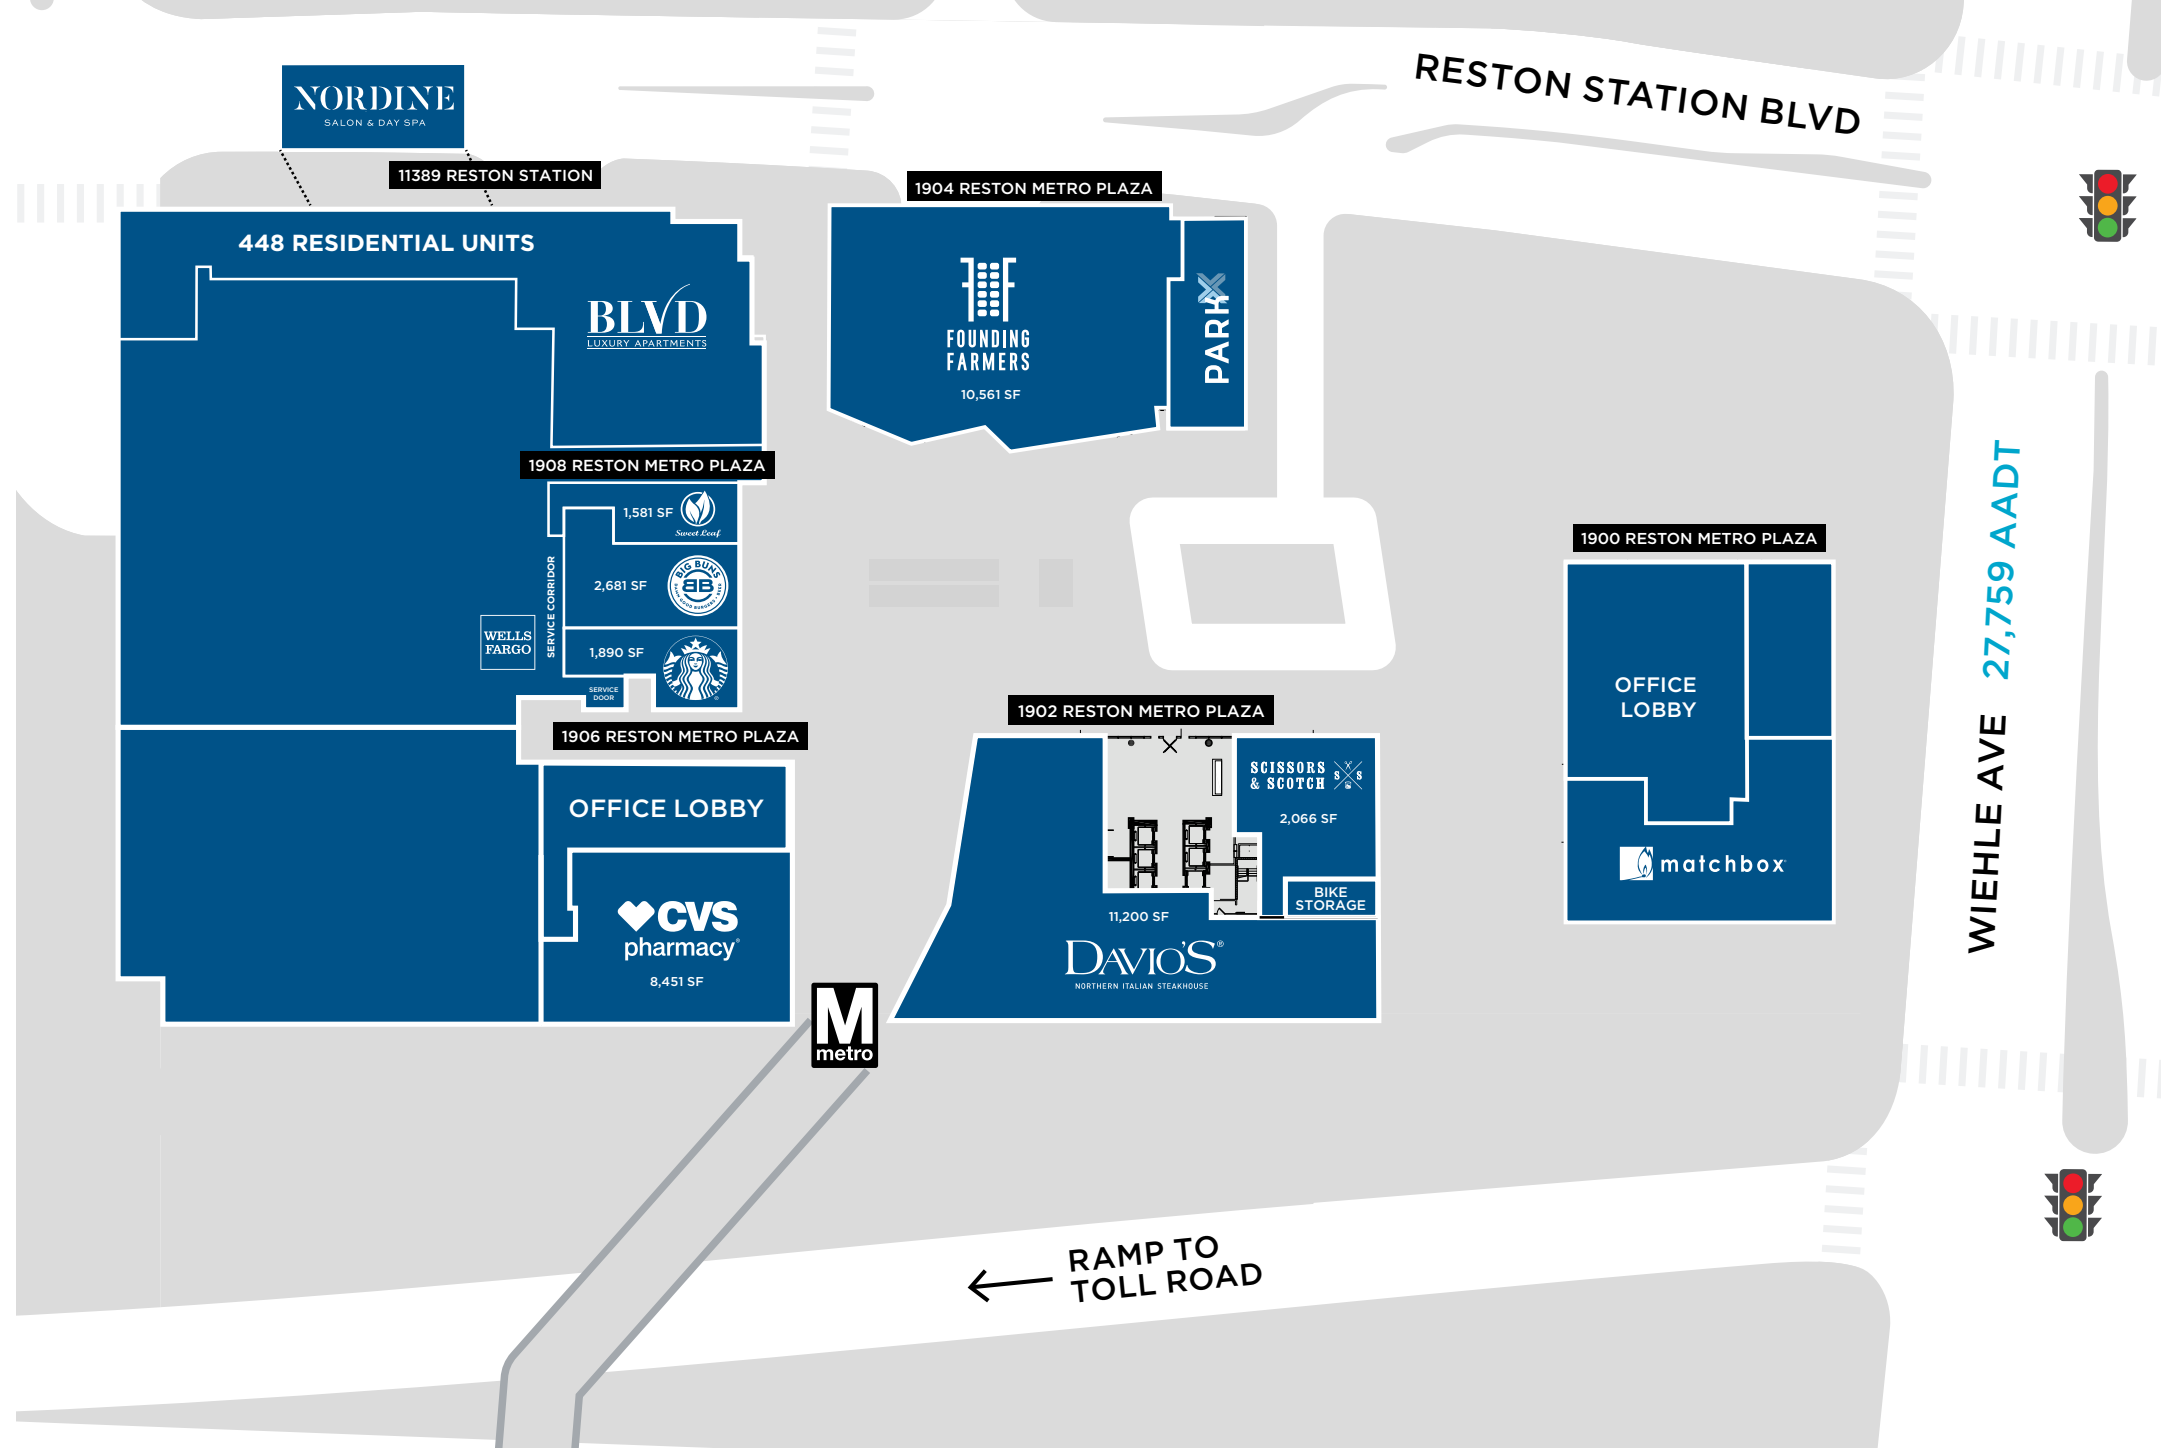 RESTON STATION BLVD
NORDINE
SALON & DAY SPA
11389 RESTON STATION
1904 RESTON METRO PLAZA
448 RESIDENTIAL UNITS
BLVD
LUXURY APARTMENTS
FOUNDING
FARMERS
10,561 SF
PARK X
1908 RESTON METRO PLAZA
1,581 SF
Sweet Leaf
SERVICE CORRIDOR
2,681 SF
BIG BUNS
BB
DAMN GOOD BURGERS
WELLS
FARGO
1,890 SF
SERVICE
DOOR
1906 RESTON METRO PLAZA
OFFICE LOBBY
CVS
pharmacy®
8,451 SF
M
metro
1902 RESTON METRO PLAZA
SCISSORS
& SCOTCH
S S
2,066 SF
BIKE
STORAGE
11,200 SF
DAVIO'S®
NORTHERN ITALIAN STEAKHOUSE
1900 RESTON METRO PLAZA
OFFICE
LOBBY
matchbox
WIEHLE AVE 27,759 AADT
RAMP TO
TOLL ROAD